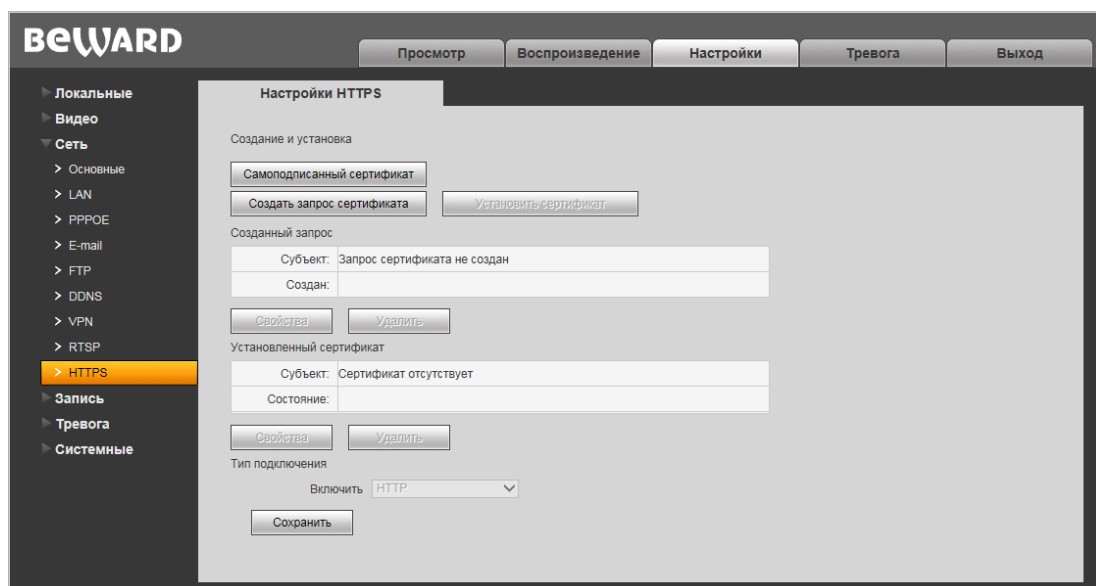 BEWARD
Просмотр Воспроизведение Настройки Тревога Выход
Локальные
Видео
Сеть
Основные
LAN
PPPOE
E-mail
FTP
DDNS
VPN
RTSP
HTTPS
Запись
Тревога
Системные
Настройки HTTPS
Создание и установка
Самоподписанный сертификат
Создать запрос сертификата Установить сертификат
Созданный запрос
Субъект: Запрос сертификата не создан
Создан:
Свойства Удалить
Установленный сертификат
Субъект: Сертификат отсутствует
Состояние:
Свойства Удалить
Тип подключения
Включить HTTP
Сохранить